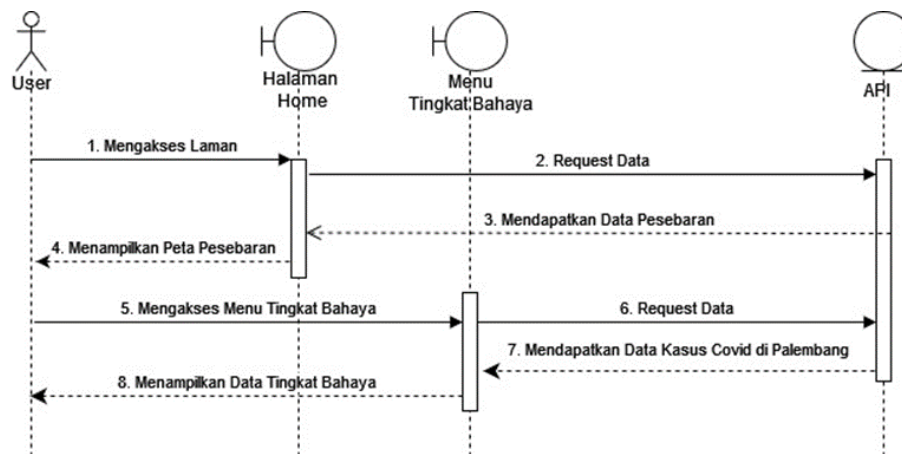 User
Halaman
Home
Menu
Tingkat Bahaya
API
1. Mengakses Laman
2. Request Data
3. Mendapatkan Data Pesebaran
4. Menampilkan Peta Pesebaran
5. Mengakses Menu Tingkat Bahaya
6. Request Data
7. Mendapatkan Data Kasus Covid di Palembang
8. Menampilkan Data Tingkat Bahaya